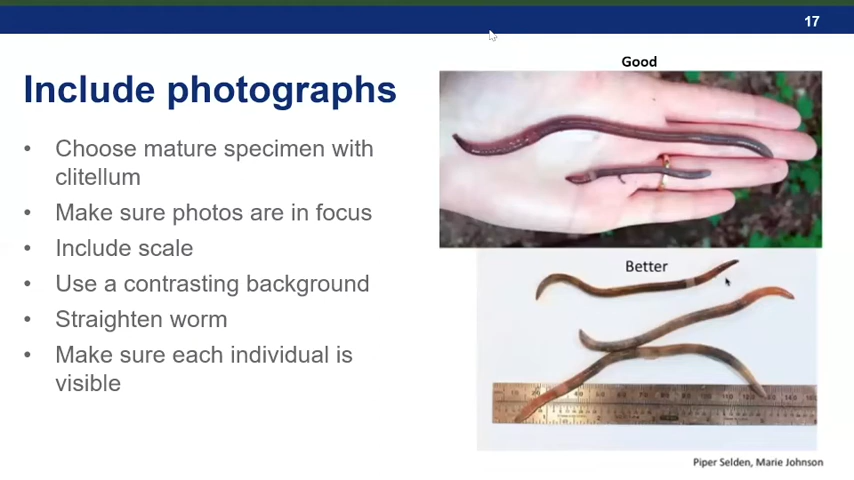 17
Include photographs
• Choose mature specimen with
clitellum
• Make sure photos are in focus
• Include scale
• Use a contrasting background
• Straighten worm
• Make sure each individual is
visible
Good
Better
Piper Selden, Marie Johnson